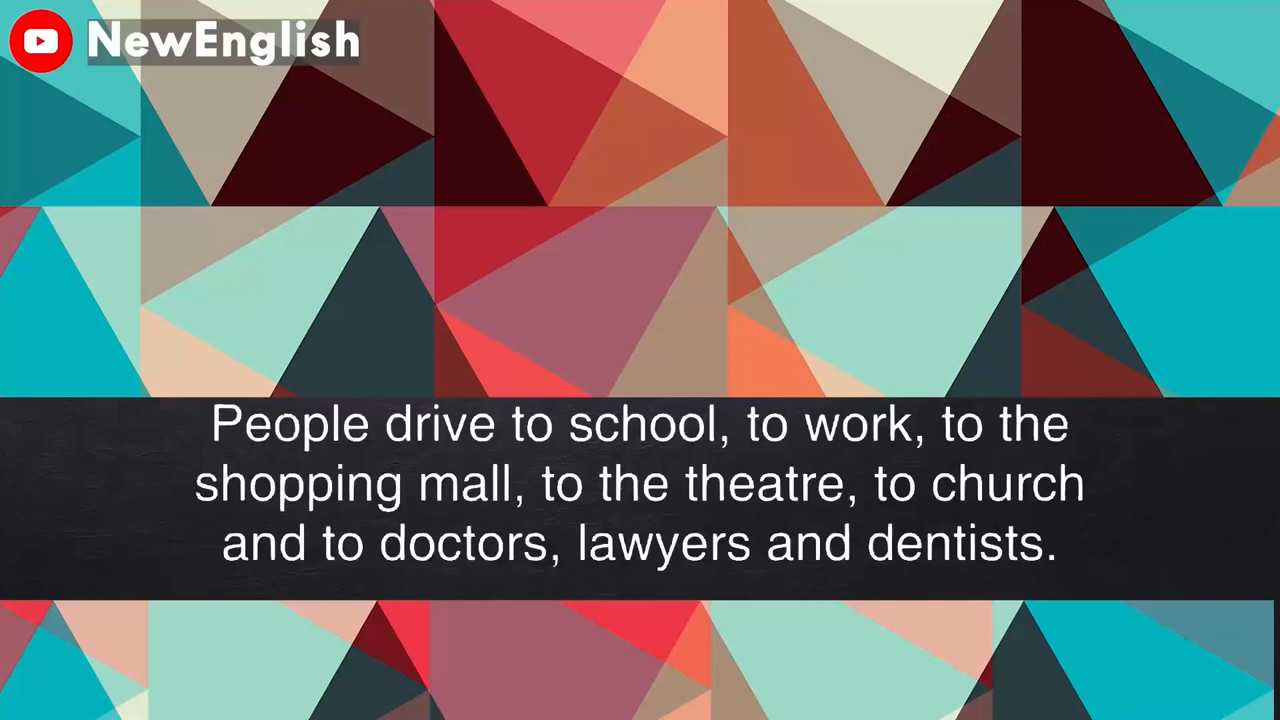 NewEnglish
People drive to school, to work, to the
shopping mall, to the theatre, to church
and to doctors, lawyers and dentists.